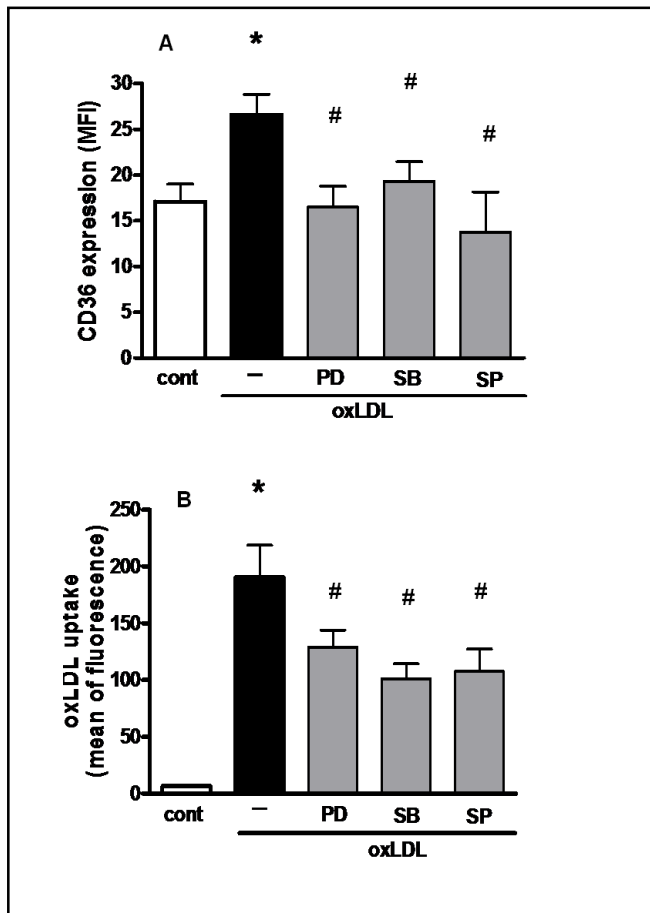 A
*
#
#
#
CD36 expression (MFI)
30
25
20
15
10
5
0
cont
–
PD
SB
SP
oxLDL
B
*
#
#
#
oxLDL uptake
(mean of fluorescence)
250
200
150
100
50
0
cont
–
PD
SB
SP
oxLDL